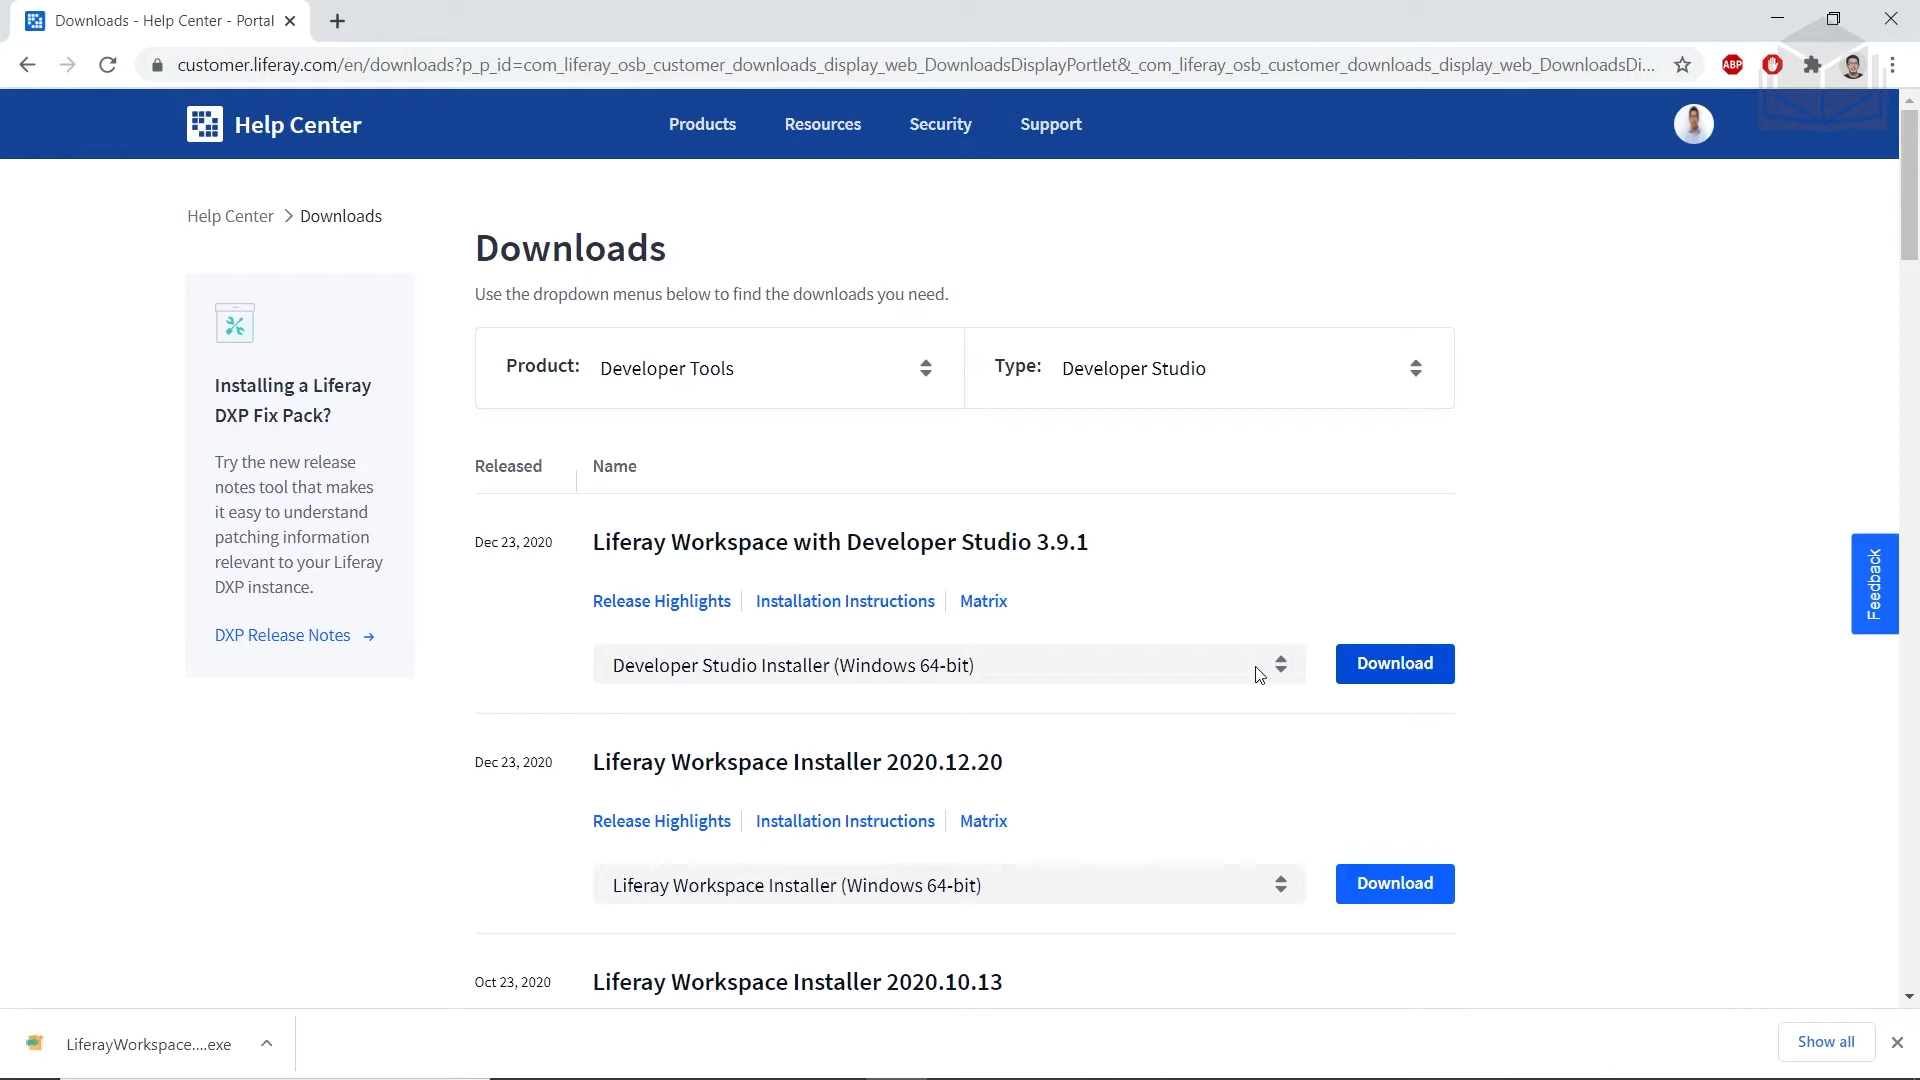 Downloads - Help Center - Portal
customer.liferay.com/en/downloads?p_p_id=com_liferay_osb_customer_downloads_display_web_DownloadsDisplayPortlet&_com_liferay_osb_customer_downloads_display_web_DownloadsDi...
ABP
Help Center
Products
Resources
Security
Support
Help Center > Downloads
Downloads
Use the dropdown menus below to find the downloads you need.
Product: Developer Tools
Type: Developer Studio
Installing a Liferay
DXP Fix Pack?
Try the new release
notes tool that makes
it easy to understand
patching information
relevant to your Liferay
DXP instance.
DXP Release Notes →
Released
Name
Dec 23, 2020
Liferay Workspace with Developer Studio 3.9.1
Release Highlights
Installation Instructions
Matrix
Developer Studio Installer (Windows 64-bit)
Download
Dec 23, 2020
Liferay Workspace Installer 2020.12.20
Release Highlights
Installation Instructions
Matrix
Liferay Workspace Installer (Windows 64-bit)
Download
Oct 23, 2020
Liferay Workspace Installer 2020.10.13
Feedback
LiferayWorkspace....exe
Show all